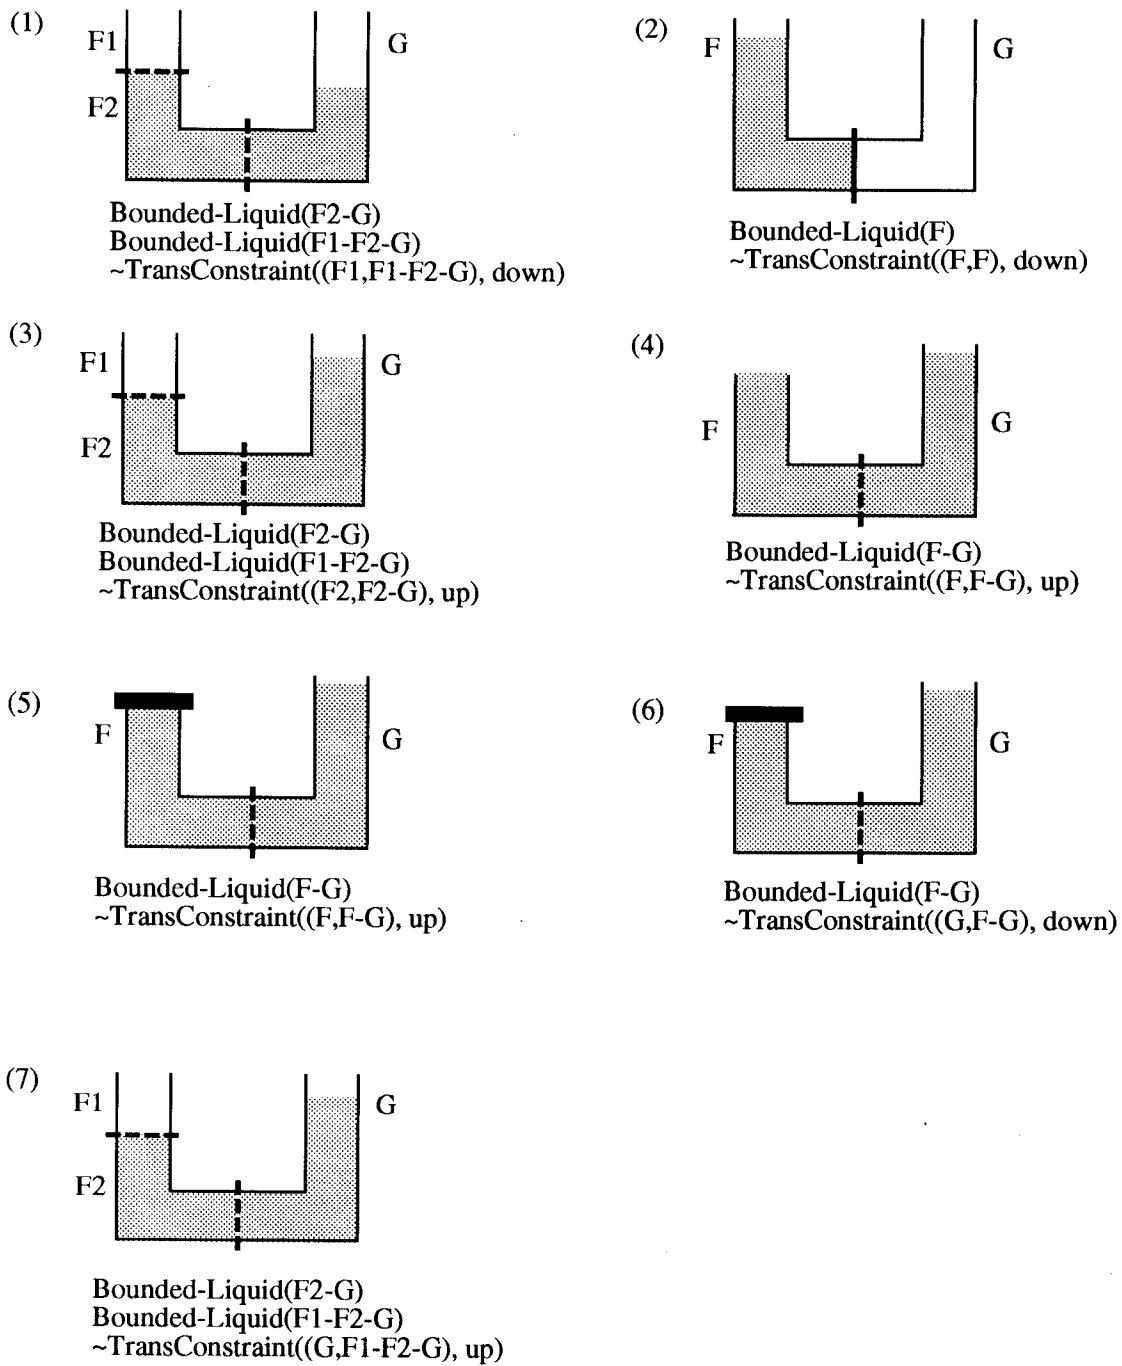 (1)
F1
G
F2
Bounded-Liquid(F2-G)
Bounded-Liquid(F1-F2-G)
~TransConstraint((F1,F1-F2-G), down)
(2)
F
G
Bounded-Liquid(F)
~TransConstraint((F,F), down)
(3)
F1
G
F2
Bounded-Liquid(F2-G)
Bounded-Liquid(F1-F2-G)
~TransConstraint((F2,F2-G), up)
(4)
F
G
Bounded-Liquid(F-G)
~TransConstraint((F,F-G), up)
(5)
F
G
Bounded-Liquid(F-G)
~TransConstraint((F,F-G), up)
(6)
F
G
Bounded-Liquid(F-G)
~TransConstraint((G,F-G), down)
(7)
F1
G
F2
Bounded-Liquid(F2-G)
Bounded-Liquid(F1-F2-G)
~TransConstraint((G,F1-F2-G), up)